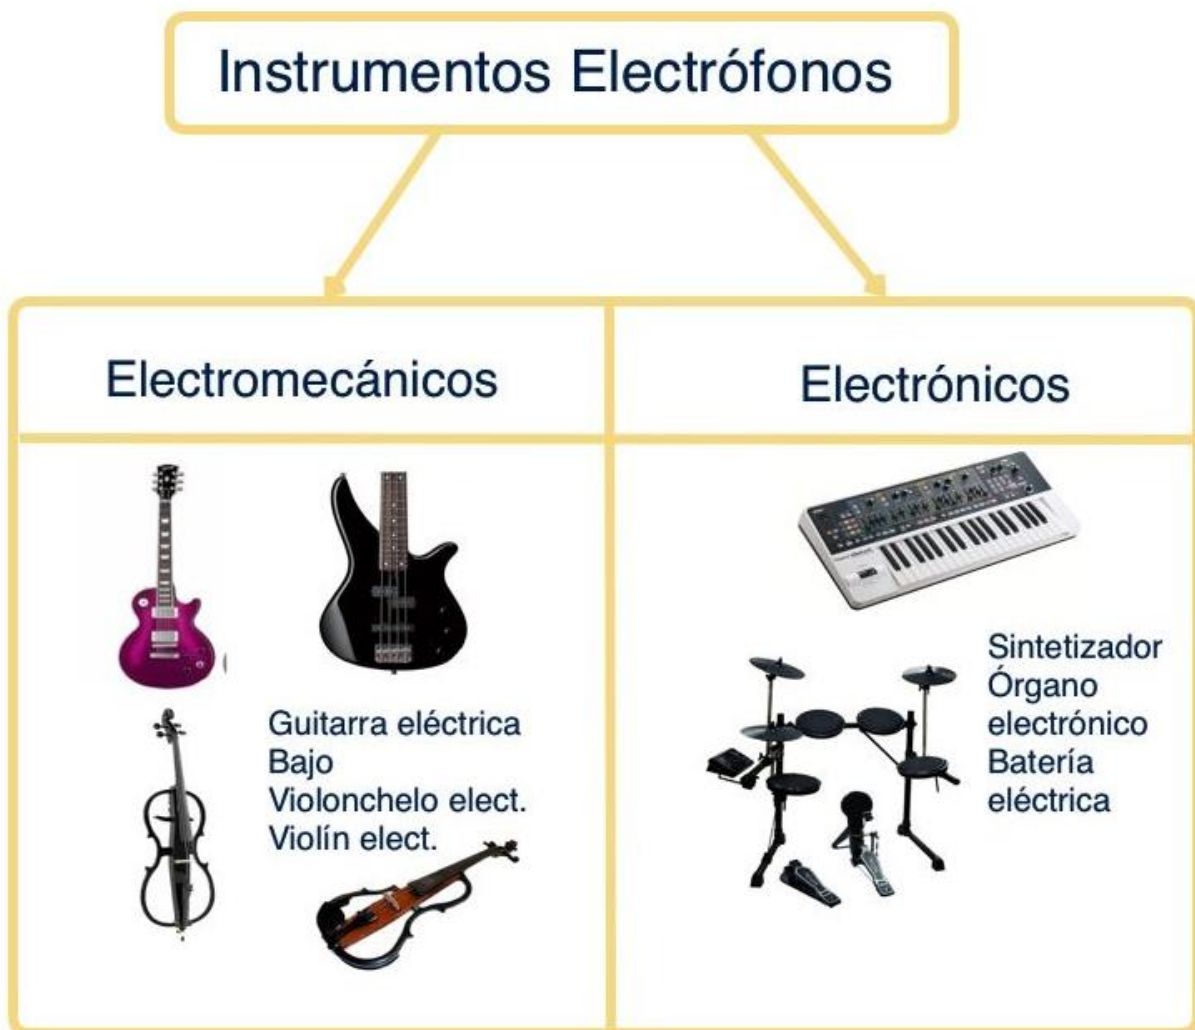 Instrumentos Electrófonos
Electromecánicos
Electrónicos
Guitarra eléctrica
Bajo
Violonchelo elect.
Violín elect.
Sintetizador
Órgano
electrónico
Batería
eléctrica